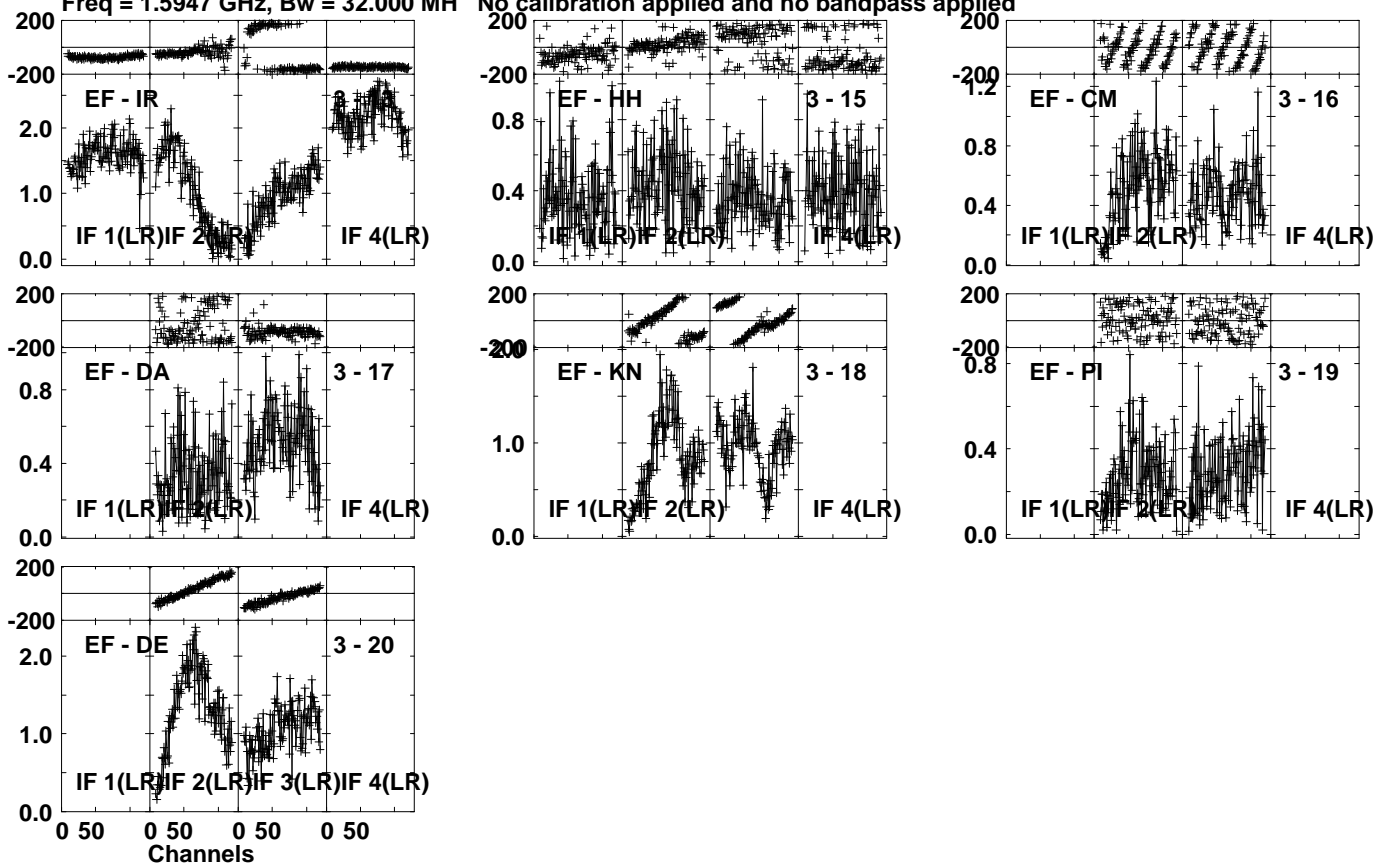 Freq = 1.5947 GHz, Bw = 32.000 MH No calibration applied and no bandpass applied
200
-200
EF - IR
2.0
1.0
0.0
IF 1(LR) IF 2(LR) IF 4(LR)
EF - HH 3 - 15
0.8
0.4
0.0
IF 1(LR) IF 2(LR) IF 4(LR)
200
-200
1.2
EF - CM 3 - 16
0.8
0.4
0.0
IF 1(LR) IF 2(LR) IF 4(LR)
200
-200
EF - DA 3 - 17
0.8
0.4
0.0
IF 1(LR) IF 2(LR) IF 4(LR)
200
-200
2.0
EF - KN 3 - 18
1.0
0.0
IF 1(LR) IF 2(LR) IF 4(LR)
200
-200
0.8
EF - PI 3 - 19
0.4
0.0
IF 1(LR) IF 2(LR) IF 4(LR)
200
-200
EF - DE 3 - 20
2.0
1.0
0.0
IF 1(LR) IF 2(LR) IF 3(LR) IF 4(LR)
0 50 0 50 0 50 0 50
Channels